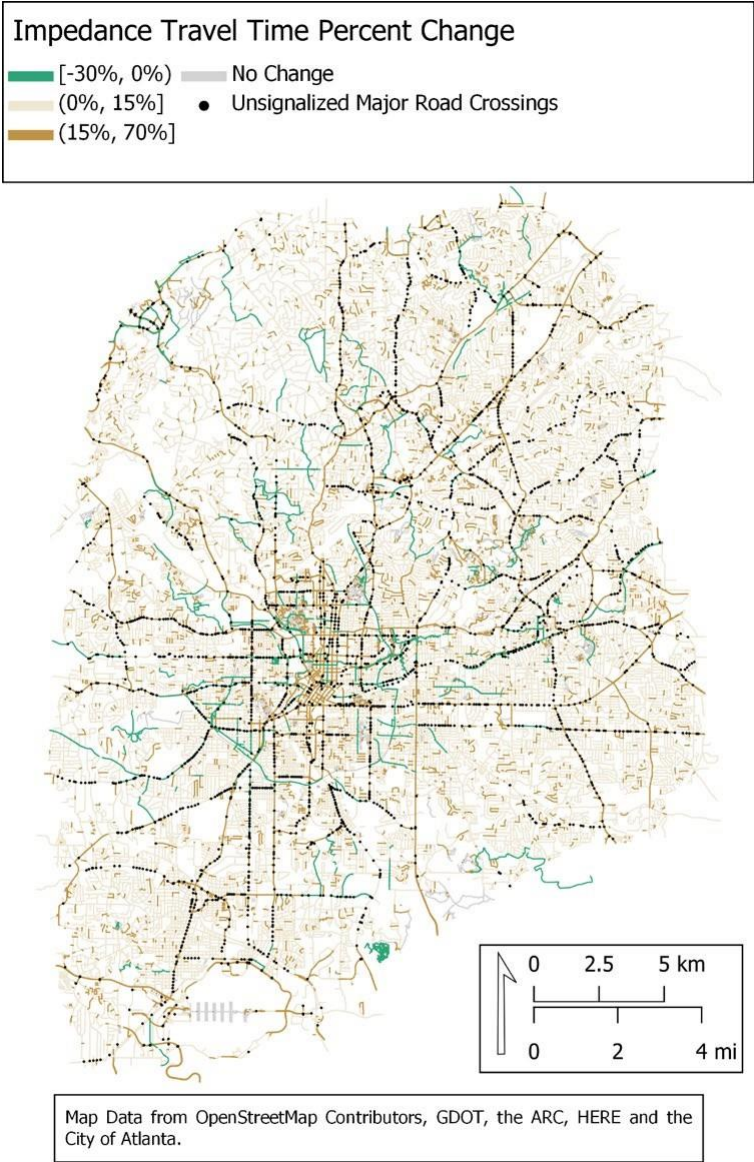 Impedance Travel Time Percent Change
[-30%, 0%) No Change
(0%, 15%] Unsignalized Major Road Crossings
(15%, 70%]
0 2.5 5 km
0 2 4 mi
Map Data from OpenStreetMap Contributors, GDOT, the ARC, HERE and the
City of Atlanta.